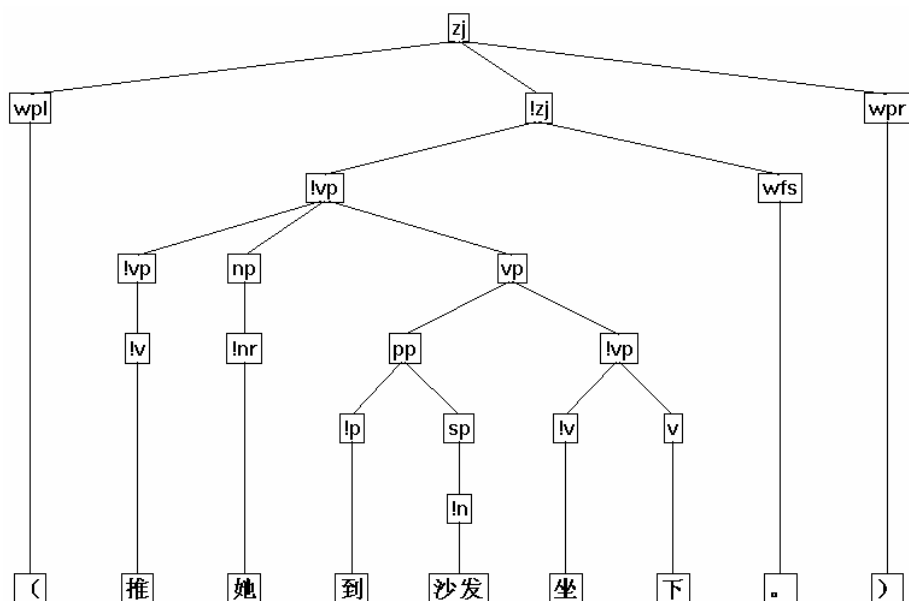 zj
wpl !zj wpr
!vp wfs
!vp np vp
!v !nr pp !vp
!p sp !v v
!n
（ 推 她 到 沙发 坐 下 。 ）